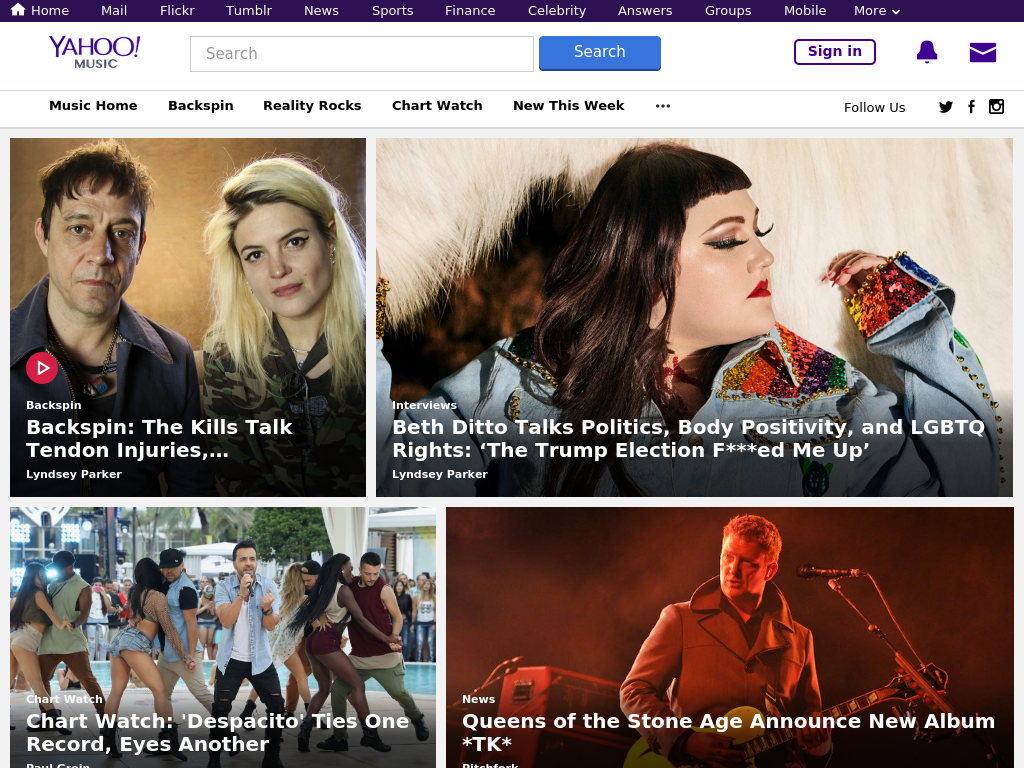 Home Mail Flickr Tumblr News Sports Finance Celebrity Answers Groups Mobile More
YAHOO!
MUSIC
Search
Search
Sign in
Music Home Backspin Reality Rocks Chart Watch New This Week •••
Follow Us
Backspin
Backspin: The Kills Talk
Tendon Injuries,…
Lyndsey Parker
Interviews
Beth Ditto Talks Politics, Body Positivity, and LGBTQ
Rights: ‘The Trump Election F***ed Me Up’
Lyndsey Parker
Chart Watch
Chart Watch: 'Despacito' Ties One
Record, Eyes Another
Paul Grein
News
Queens of the Stone Age Announce New Album
*TK*
Pitchfork